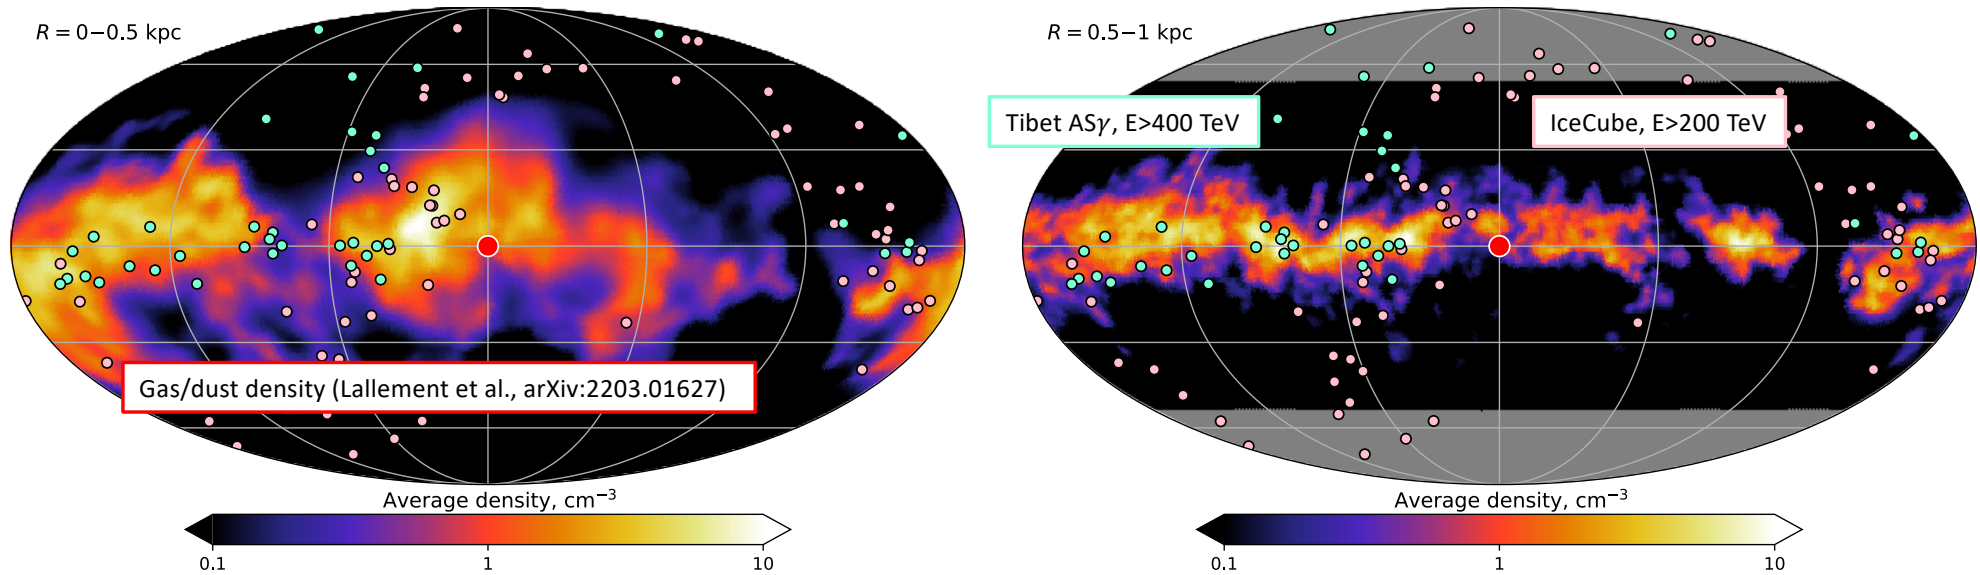 R = 0−0.5 kpc
R = 0.5−1 kpc
Tibet ASγ, E>400 TeV
IceCube, E>200 TeV
Gas/dust density (Lallement et al., arXiv:2203.01627)
Average density, cm⁻³
0.1 1 10
Average density, cm⁻³
0.1 1 10